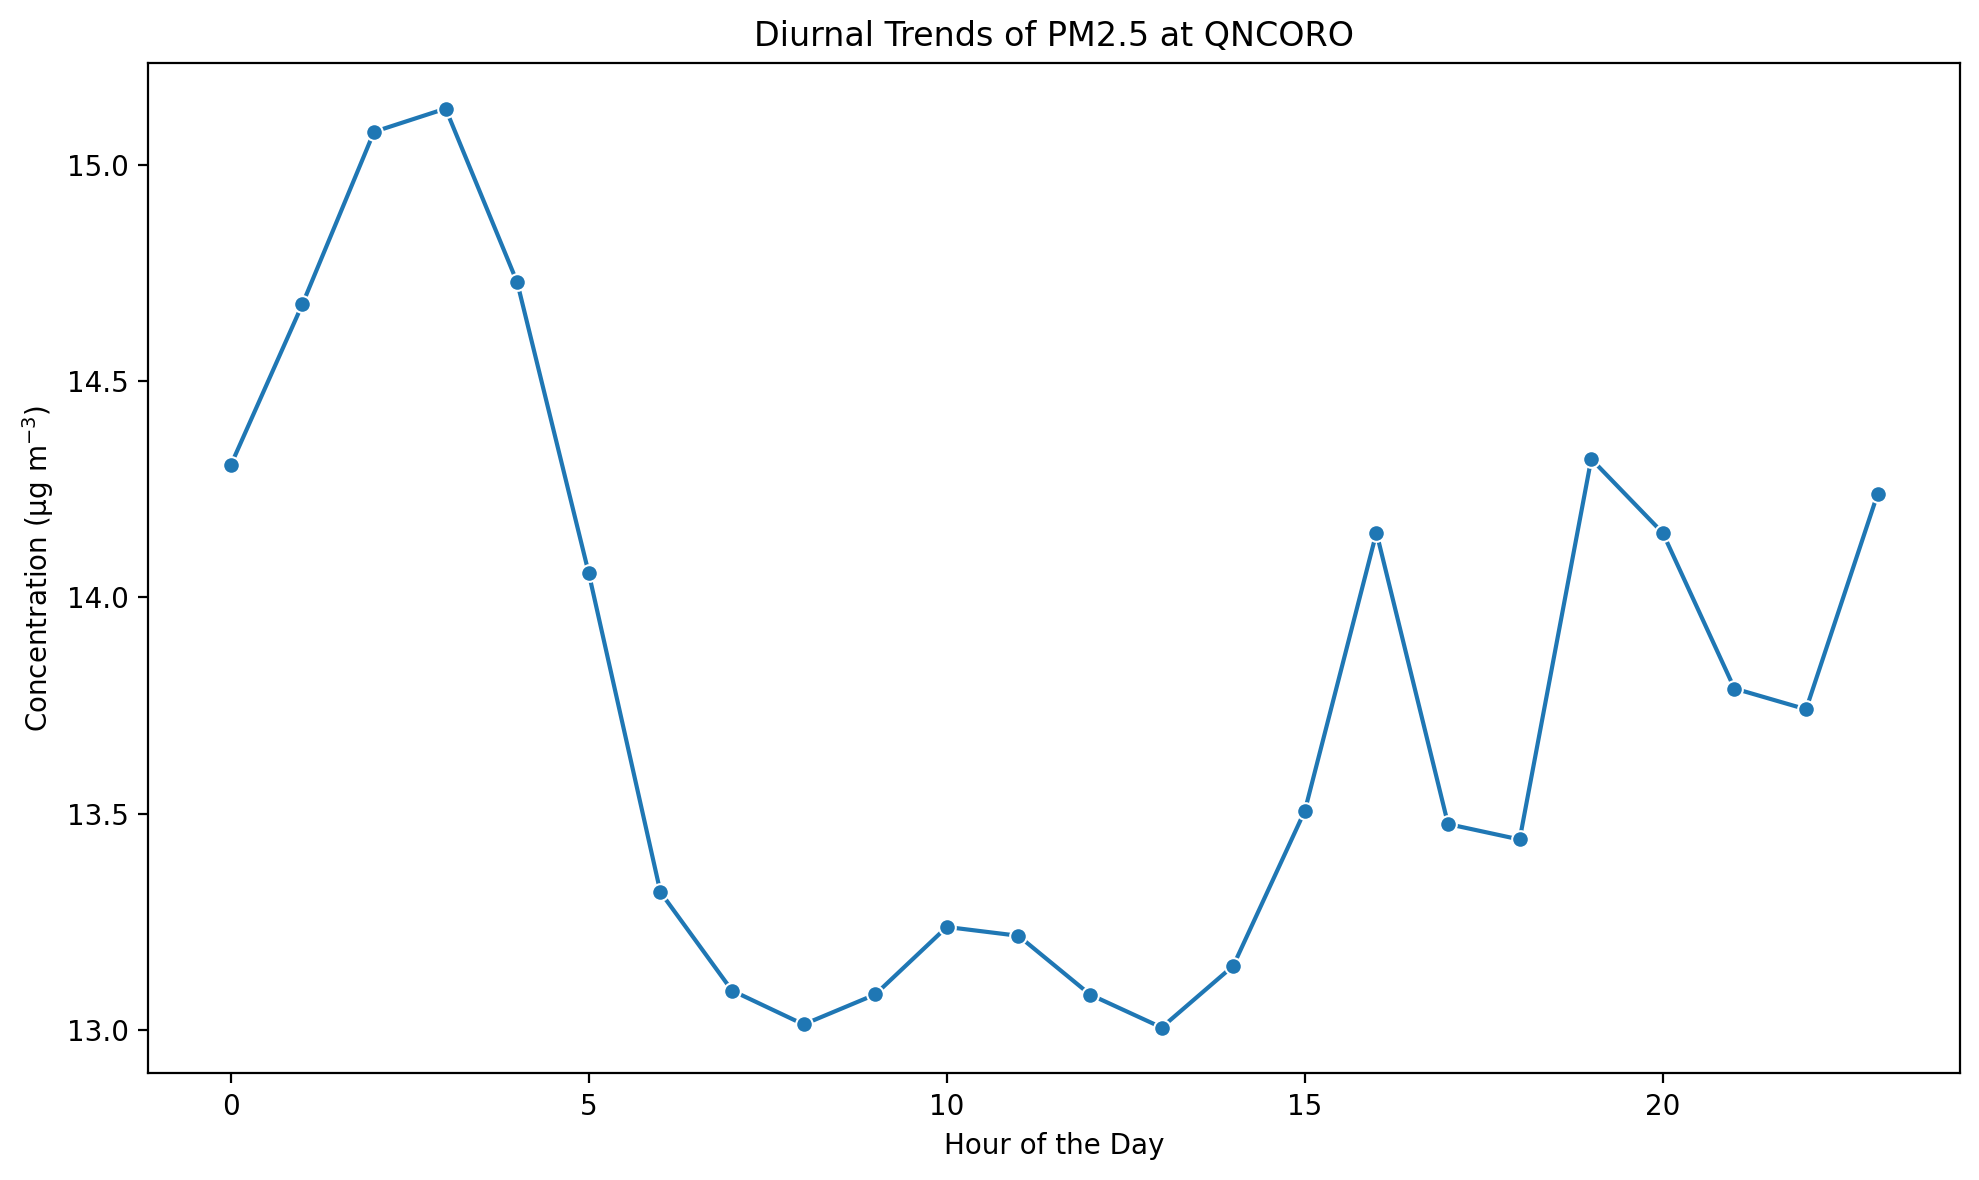 Diurnal Trends of PM2.5 at QNCORO
Concentration (µg m⁻³)
15.0
14.5
14.0
13.5
13.0
0 5 10 15 20
Hour of the Day